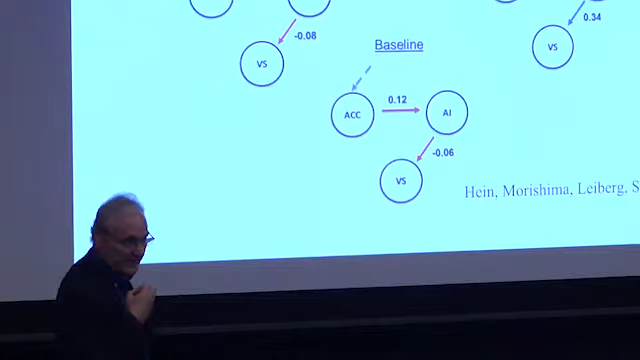 0.34
-0.08
VS
VS
Baseline
0.12
ACC
AI
-0.06
VS
Hein, Morishima, Leiberg, S